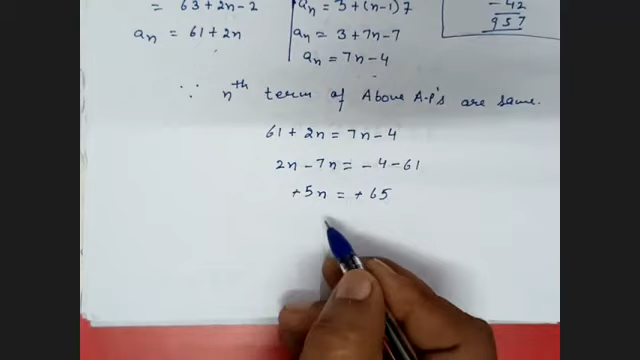 = 63 + 2n - 2
an = 61 + 2n
an = 3 + (n-1) 7
an = 3 + 7n - 7
an = 7n - 4
- 42
957
∵ nth term of Above A.P's are same.
61 + 2n = 7n - 4
2n - 7n = - 4 - 61
+5n = +65